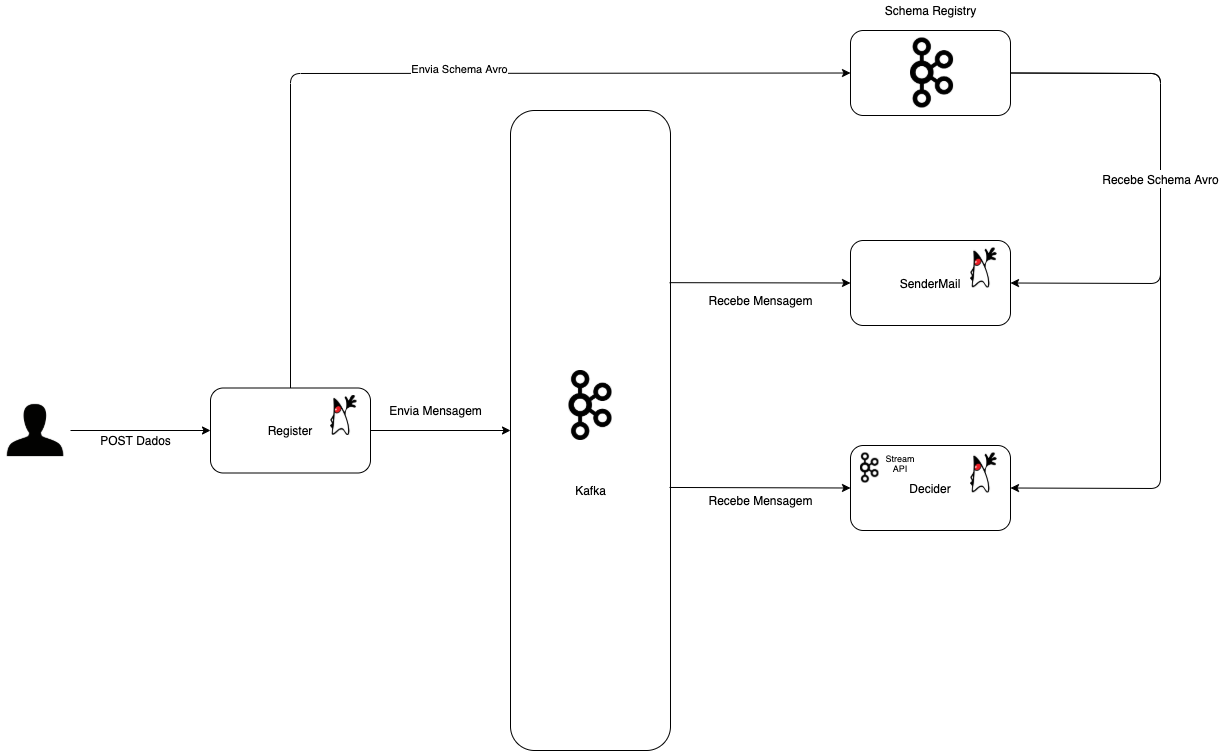 Schema Registry
Envia Schema Avro
Recebe Schema Avro
SenderMail
Recebe Mensagem
POST Dados
Register
Envia Mensagem
Kafka
Stream
API
Decider
Recebe Mensagem